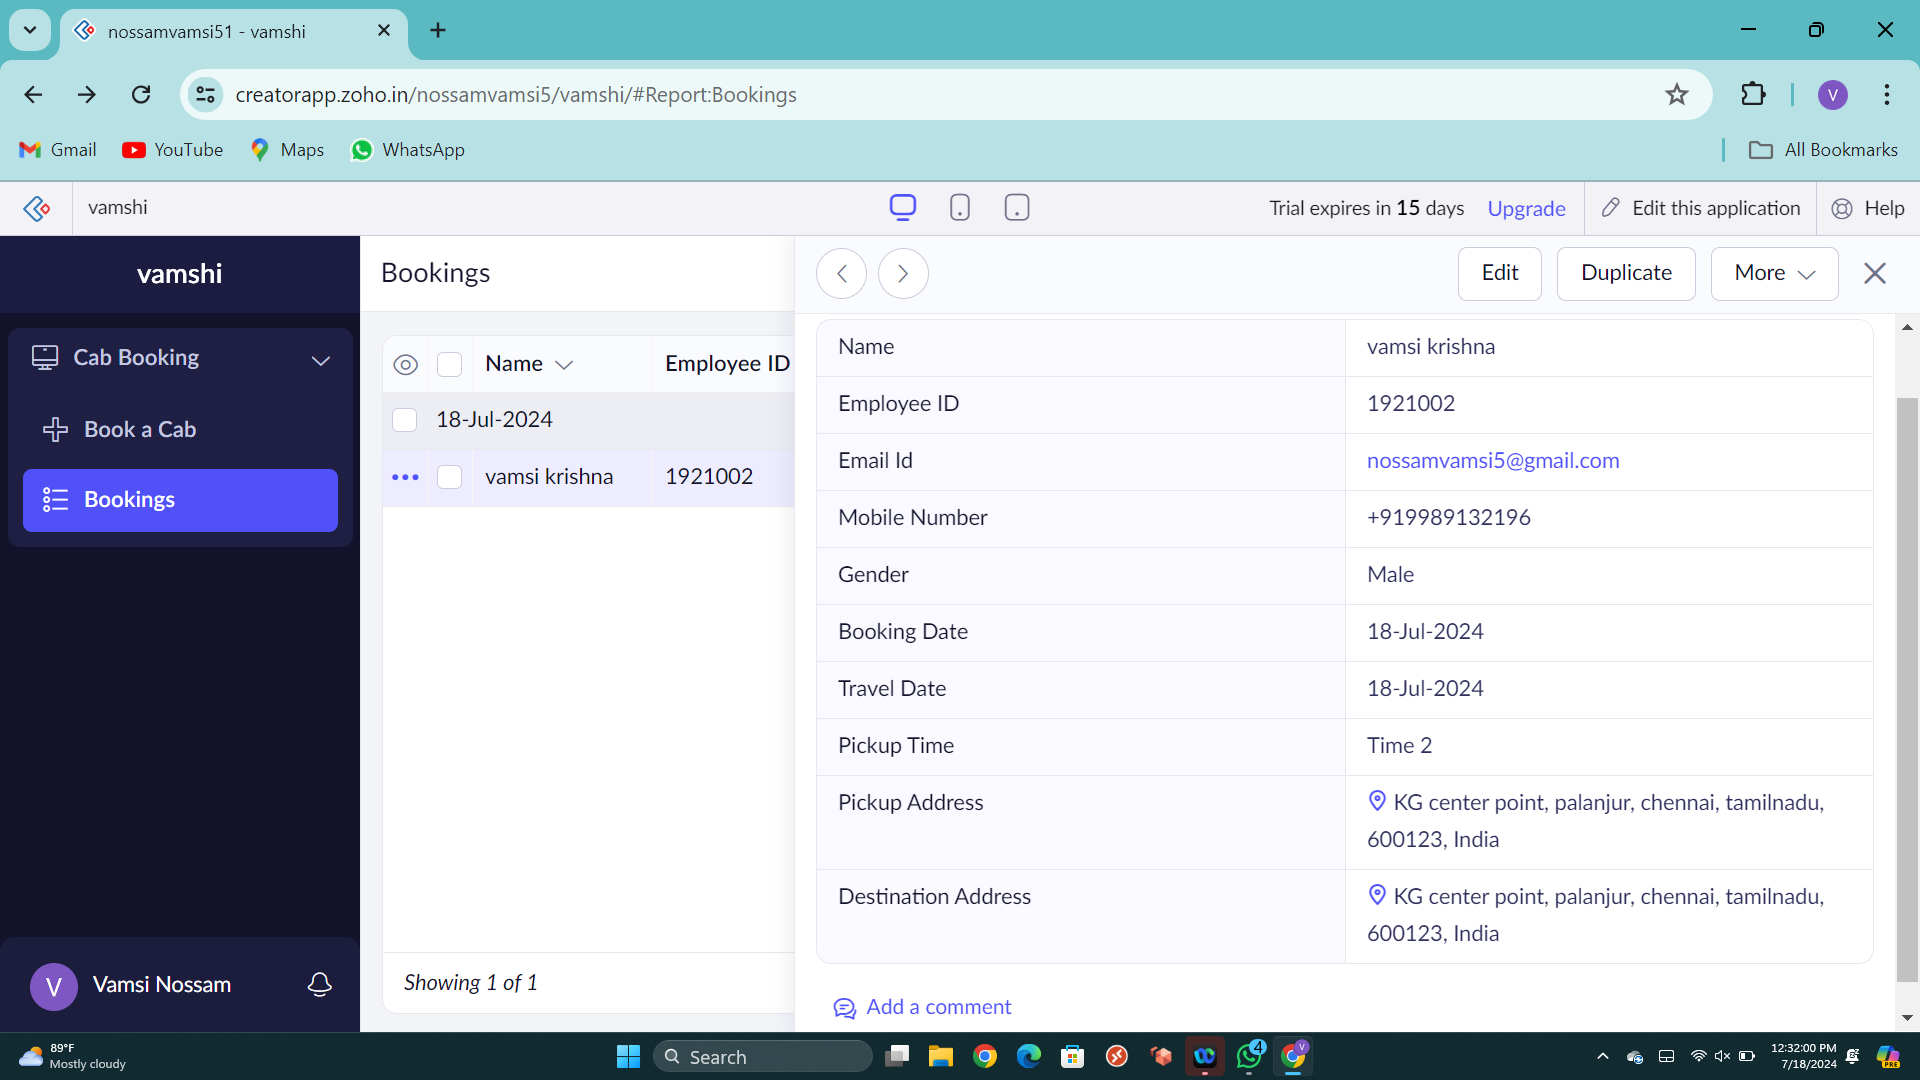 nossamvamsi51 - vamshi
creatorapp.zoho.in/nossamvamsi5/vamshi/#Report:Bookings
V
Gmail
YouTube
Maps
WhatsApp
All Bookmarks
vamshi
Trial expires in 15 days
Upgrade
Edit this application
Help
vamshi
Cab Booking
Book a Cab
Bookings
V
Vamsi Nossam
Bookings
Name
Employee ID
18-Jul-2024
vamsi krishna
1921002
Showing 1 of 1
Edit
Duplicate
More
Name
vamsi krishna
Employee ID
1921002
Email Id
nossamvamsi5@gmail.com
Mobile Number
+919989132196
Gender
Male
Booking Date
18-Jul-2024
Travel Date
18-Jul-2024
Pickup Time
Time 2
Pickup Address
KG center point, palanjur, chennai, tamilnadu,
600123, India
Destination Address
KG center point, palanjur, chennai, tamilnadu,
600123, India
Add a comment
89°F
Mostly cloudy
Search
4
V
12:32:00 PM
7/18/2024
PRE